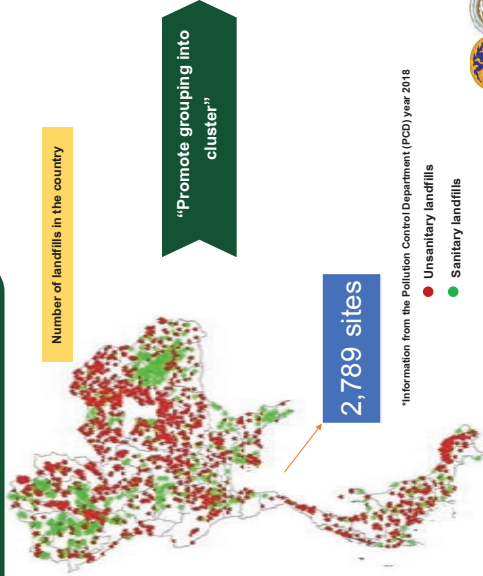 Number of landfills in the country
“Promote grouping into
cluster”
2,789 sites
*Information from the Pollution Control Department (PCD) year 2018
Unsanitary landfills
Sanitary landfills